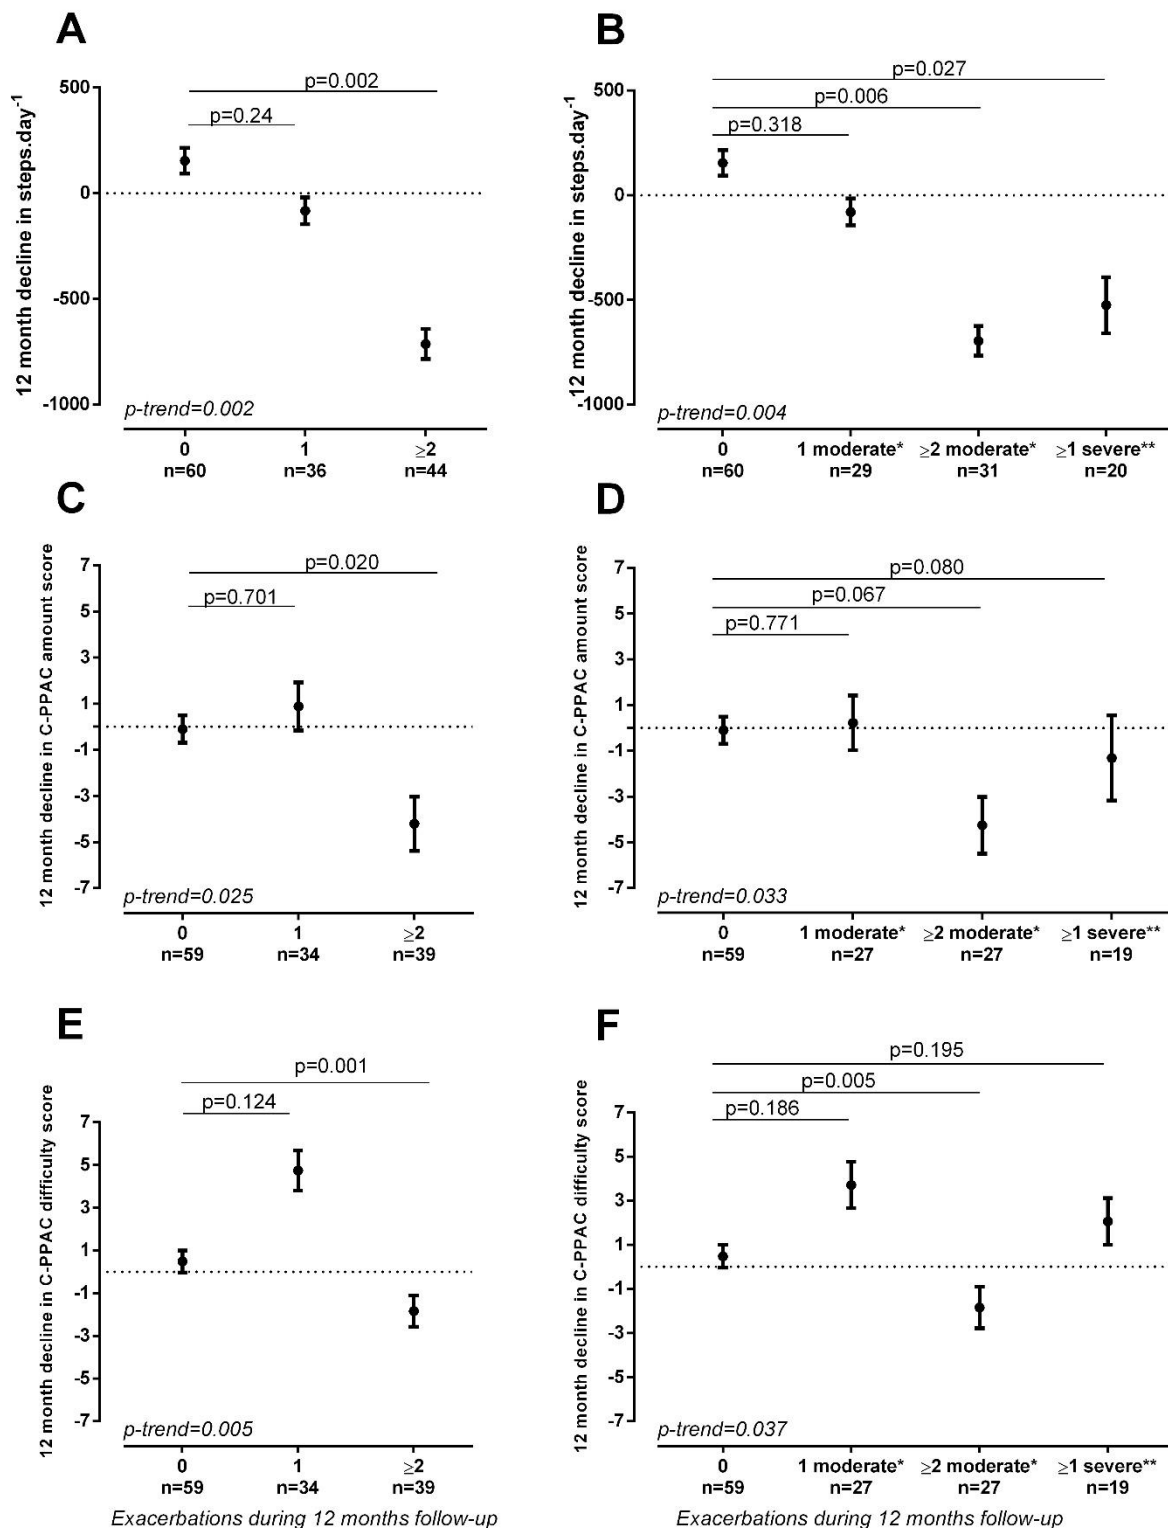 A
12 month decline in steps.day⁻¹
p=0.002
p=0.24
500
0
-500
-1000
p-trend=0.002
0 1 ≥2
n=60 n=36 n=44
B
12 month decline in steps.day⁻¹
p=0.027
p=0.006
p=0.318
500
0
-500
-1000
p-trend=0.004
0 1 moderate* ≥2 moderate* ≥1 severe**
n=60 n=29 n=31 n=20
C
12 month decline in C-PPAC amount score
p=0.020
p=0.701
7
5
3
1
-1
-3
-5
-7
p-trend=0.025
0 1 ≥2
n=59 n=34 n=39
D
12 month decline in C-PPAC amount score
p=0.080
p=0.067
p=0.771
7
5
3
1
-1
-3
-5
-7
p-trend=0.033
0 1 moderate* ≥2 moderate* ≥1 severe**
n=59 n=27 n=27 n=19
E
12 month decline in C-PPAC difficulty score
p=0.001
p=0.124
7
5
3
1
-1
-3
-5
-7
p-trend=0.005
0 1 ≥2
n=59 n=34 n=39
Exacerbations during 12 months follow-up
F
12 month decline in C-PPAC difficulty score
p=0.195
p=0.005
p=0.186
7
5
3
1
-1
-3
-5
-7
p-trend=0.037
0 1 moderate* ≥2 moderate* ≥1 severe**
n=59 n=27 n=27 n=19
Exacerbations during 12 months follow-up